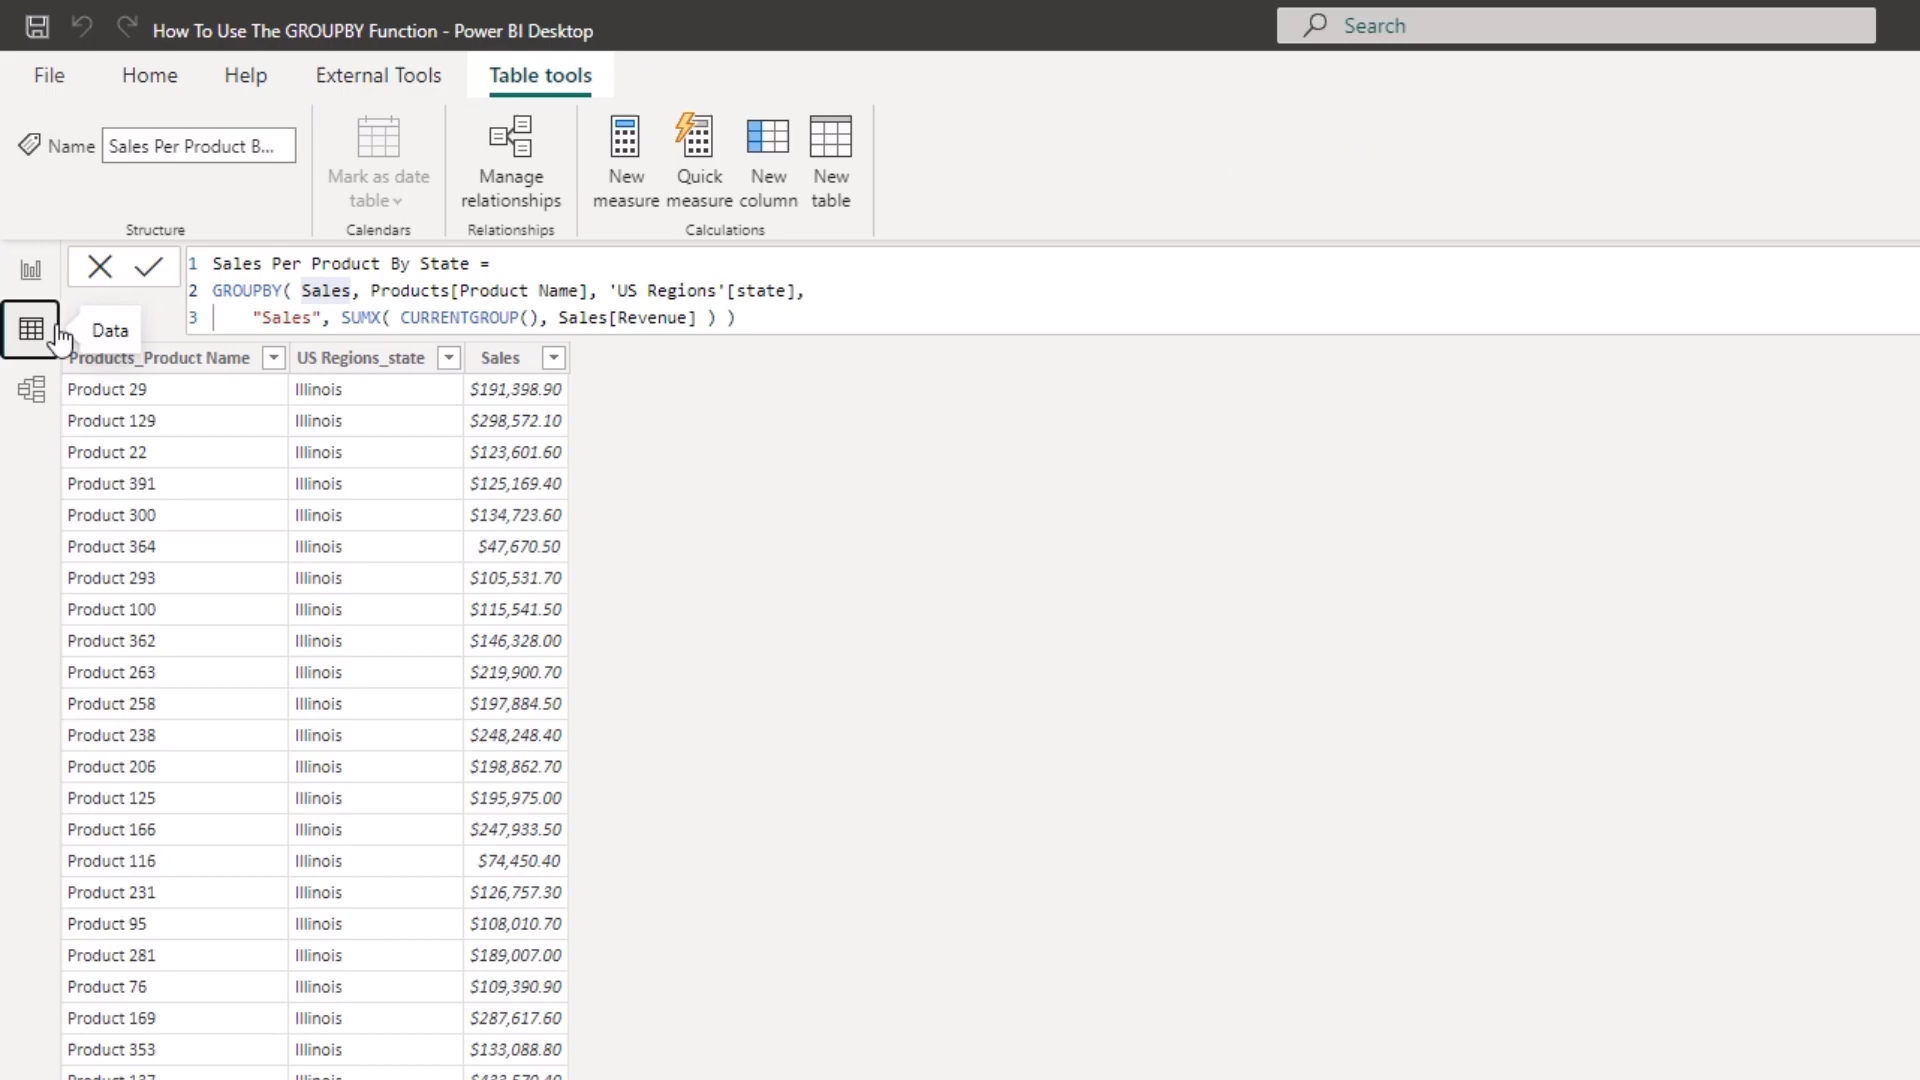 How To Use The GROUPBY Function - Power BI Desktop
Search
File Home Help External Tools Table tools
Name Sales Per Product B...
Mark as date table
Manage relationships
New measure
Quick measure
New column
New table
Structure Calendars Relationships Calculations
1 Sales Per Product By State =
2 GROUPBY( Sales, Products[Product Name], 'US Regions'[state],
3 "Sales", SUMX( CURRENTGROUP(), Sales[Revenue] ) )
Data
Products_Product Name US Regions_state Sales
Product 29 Illinois $191,398.90
Product 129 Illinois $298,572.10
Product 22 Illinois $123,601.60
Product 391 Illinois $125,169.40
Product 300 Illinois $134,723.60
Product 364 Illinois $47,670.50
Product 293 Illinois $105,531.70
Product 100 Illinois $115,541.50
Product 362 Illinois $146,328.00
Product 263 Illinois $219,900.70
Product 258 Illinois $197,884.50
Product 238 Illinois $248,248.40
Product 206 Illinois $198,862.70
Product 125 Illinois $195,975.00
Product 166 Illinois $247,933.50
Product 116 Illinois $74,450.40
Product 231 Illinois $126,757.30
Product 95 Illinois $108,010.70
Product 281 Illinois $189,007.00
Product 76 Illinois $109,390.90
Product 169 Illinois $287,617.60
Product 353 Illinois $133,088.80
Product Illinois